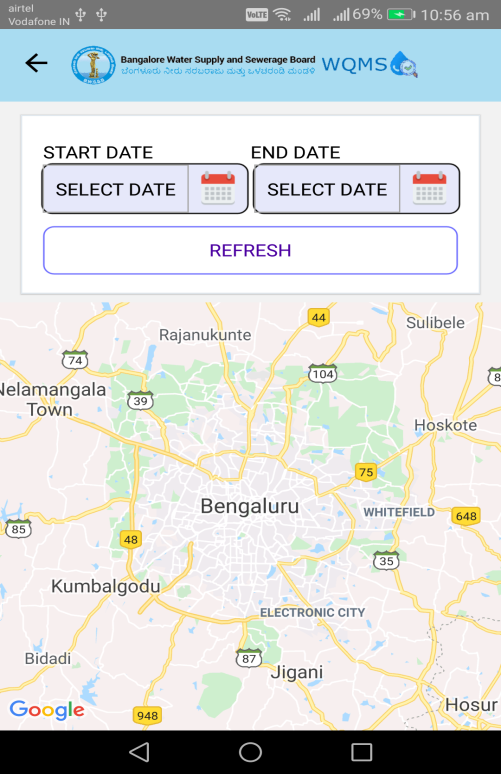 airtel
Vodafone IN
VoLTE
69%
10:56 am
Bangalore Water Supply and Sewerage Board
ಬೆಂಗಳೂರು ನೀರು ಸರಬರಾಜು ಮತ್ತು ಒಳಚರಂಡಿ ಮಂಡಳಿ
WQMS
START DATE
END DATE
SELECT DATE
SELECT DATE
REFRESH
44
Sulibele
Rajanukunte
74
104
8
Nelamangala
Town
39
Hoskote
75
Bengaluru
WHITEFIELD
648
85
48
35
Kumbalgodu
ELECTRONIC CITY
Bidadi
87
Jigani
Hosur
Google
948